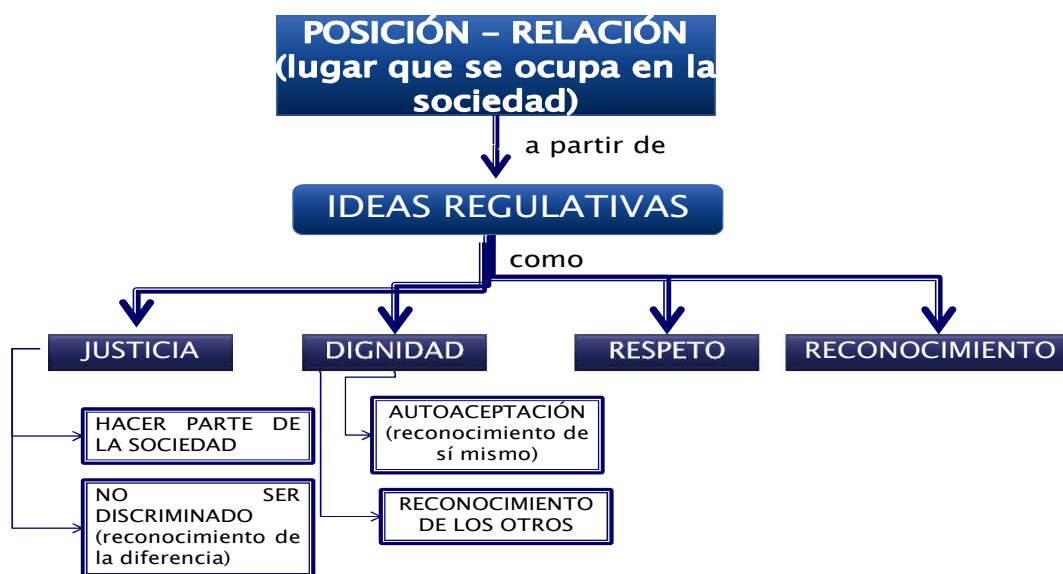 POSICIÓN – RELACIÓN
(lugar que se ocupa en la
sociedad)
a partir de
IDEAS REGULATIVAS
como
JUSTICIA
DIGNIDAD
RESPETO
RECONOCIMIENTO
HACER PARTE DE
LA SOCIEDAD
AUTOACEPTACIÓN
(reconocimiento de
sí mismo)
NO SER
DISCRIMINADO
(reconocimiento de
la diferencia)
RECONOCIMIENTO
DE LOS OTROS